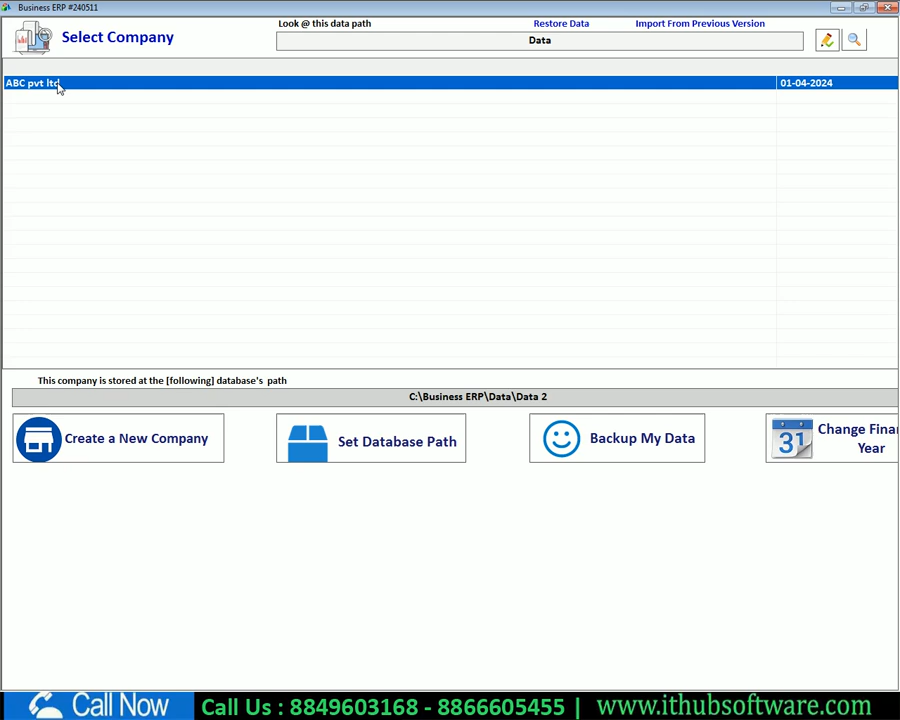 Business ERP #240511
Select Company
Look @ this data path
Restore Data
Import From Previous Version
Data
ABC pvt ltd
01-04-2024
This company is stored at the [following] database's path
C:\Business ERP\Data\Data 2
Create a New Company
Set Database Path
Backup My Data
31
Change Finan
Year
Call Now
Call Us : 8849603168 - 8866605455 | www.ithubsoftware.com